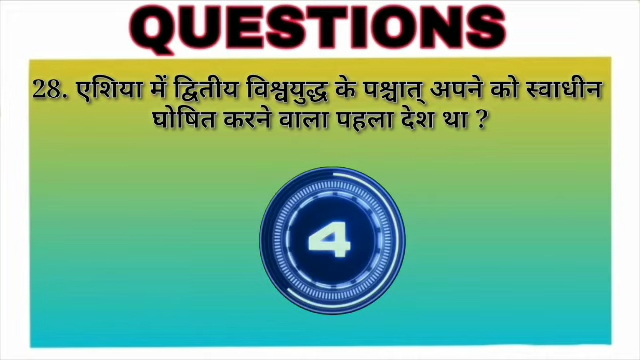 QUESTIONS
28. एशिया में द्वितीय विश्वयुद्ध के पश्चात् अपने को स्वाधीन
घोषित करने वाला पहला देश था ?
4